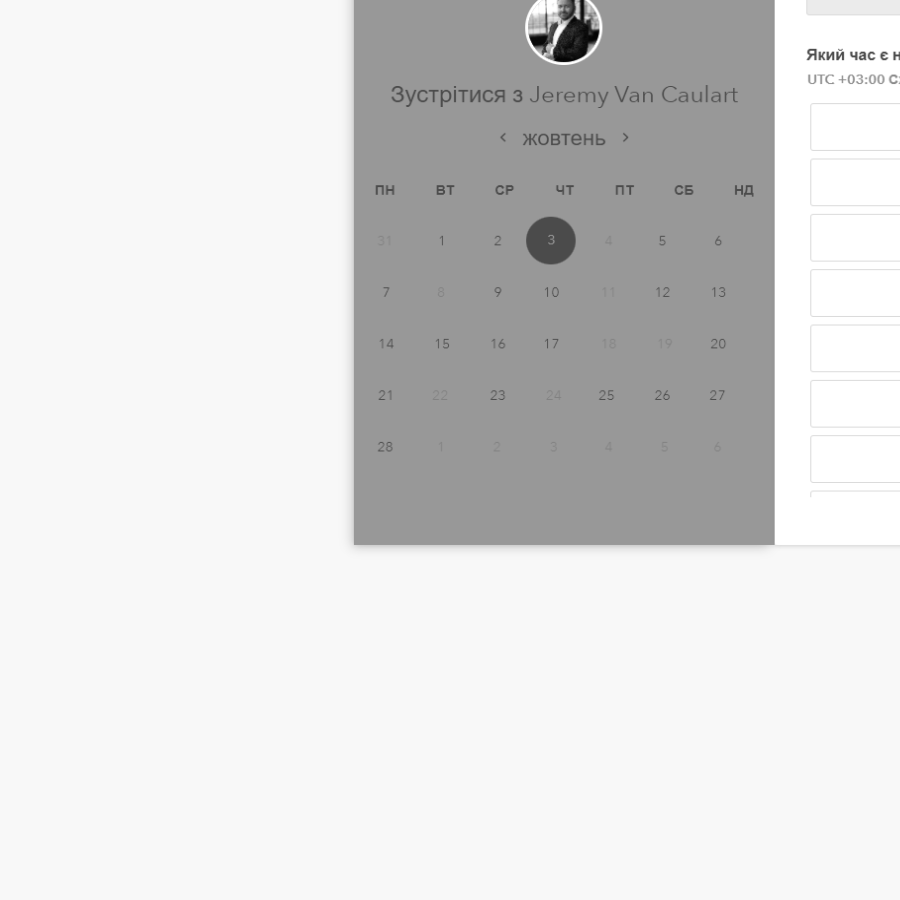 Зустрітися з Jeremy Van Caulart
‹ жовтень ›
ПН ВТ СР ЧТ ПТ СБ НД
31 1 2 3 4 5 6
7 8 9 10 11 12 13
14 15 16 17 18 19 20
21 22 23 24 25 26 27
28 1 2 3 4 5 6
Який час є
UTC +03:00